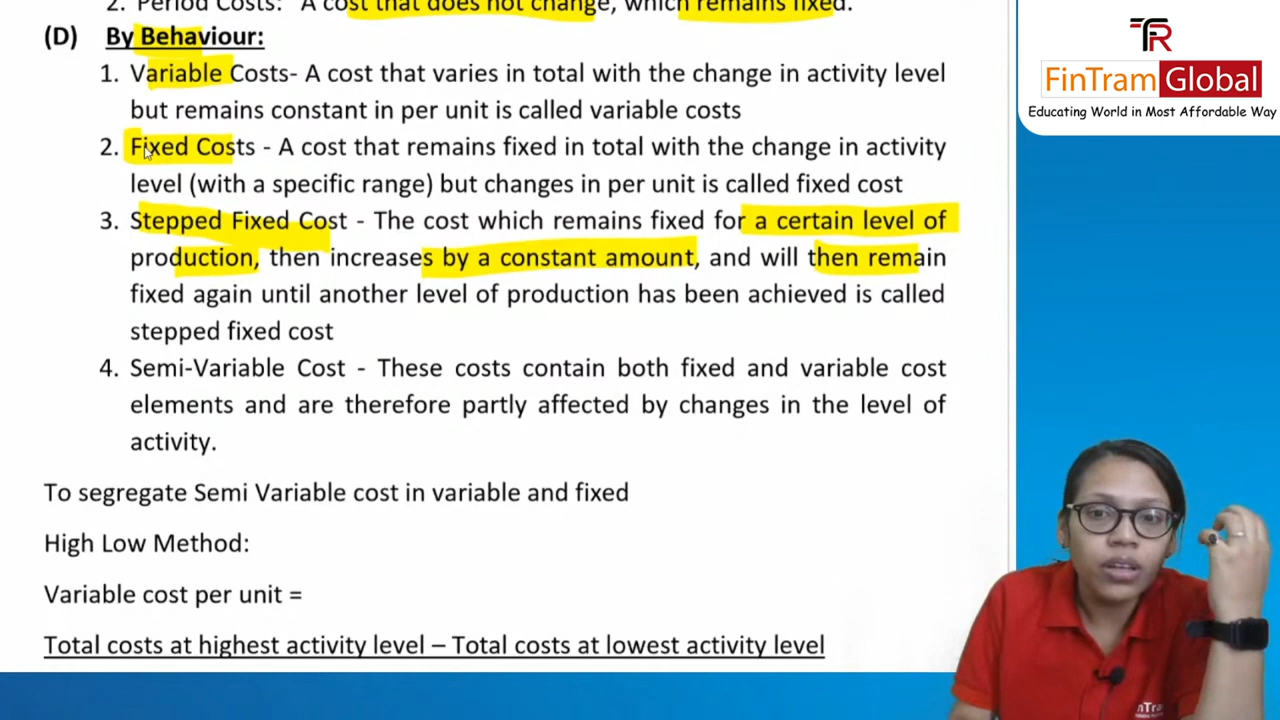 2. Period Costs: A cost that does not change, which remains fixed.
(D) By Behaviour:
1. Variable Costs- A cost that varies in total with the change in activity level
but remains constant in per unit is called variable costs
2. Fixed Costs - A cost that remains fixed in total with the change in activity
level (with a specific range) but changes in per unit is called fixed cost
3. Stepped Fixed Cost - The cost which remains fixed for a certain level of
production, then increases by a constant amount, and will then remain
fixed again until another level of production has been achieved is called
stepped fixed cost
4. Semi-Variable Cost - These costs contain both fixed and variable cost
elements and are therefore partly affected by changes in the level of
activity.
To segregate Semi Variable cost in variable and fixed
High Low Method:
Variable cost per unit =
Total costs at highest activity level – Total costs at lowest activity level
TR
FinTram Global
Educating World in Most Affordable Way